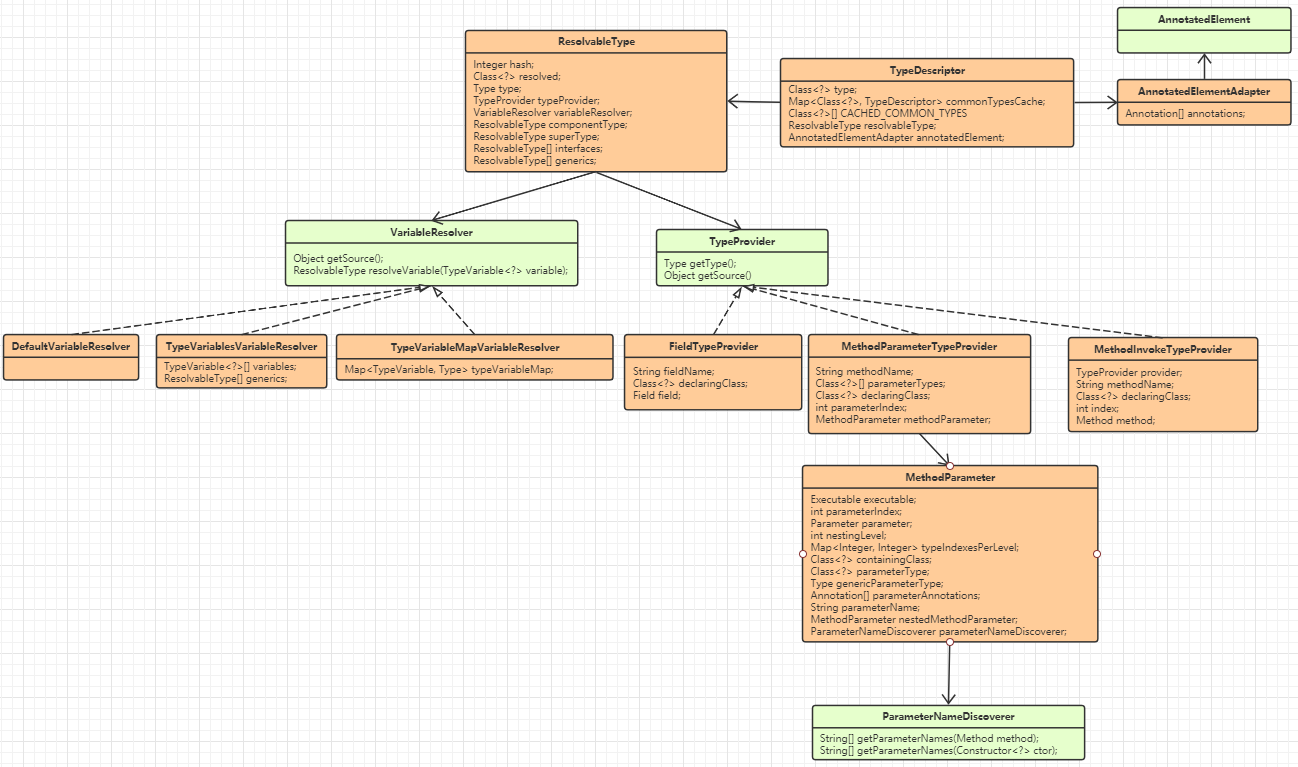 AnnotatedElement
ResolvableType
Integer hash;
Class<?> resolved;
Type type;
TypeProvider typeProvider;
VariableResolver variableResolver;
ResolvableType componentType;
ResolvableType superType;
ResolvableType[] interfaces;
ResolvableType[] generics;
TypeDescriptor
Class<?> type;
Map<Class<?>, TypeDescriptor> commonTypesCache;
Class<?>[] CACHED_COMMON_TYPES
ResolvableType resolvableType;
AnnotatedElementAdapter annotatedElement;
AnnotatedElementAdapter
Annotation[] annotations;
VariableResolver
Object getSource();
ResolvableType resolveVariable(TypeVariable<?> variable);
TypeProvider
Type getType();
Object getSource()
DefaultVariableResolver
TypeVariablesVariableResolver
TypeVariable<?>[] variables;
ResolvableType[] generics;
TypeVariableMapVariableResolver
Map<TypeVariable, Type> typeVariableMap;
FieldTypeProvider
String fieldName;
Class<?> declaringClass;
Field field;
MethodParameterTypeProvider
String methodName;
Class<?>[] parameterTypes;
Class<?> declaringClass;
int parameterIndex;
MethodParameter methodParameter;
MethodInvokeTypeProvider
TypeProvider provider;
String methodName;
Class<?> declaringClass;
int index;
Method method;
MethodParameter
Executable executable;
int parameterIndex;
Parameter parameter;
int nestingLevel;
Map<Integer, Integer> typeIndexesPerLevel;
Class<?> containingClass;
Class<?> parameterType;
Type genericParameterType;
Annotation[] parameterAnnotations;
String parameterName;
MethodParameter nestedMethodParameter;
ParameterNameDiscoverer parameterNameDiscoverer;
ParameterNameDiscoverer
String[] getParameterNames(Method method);
String[] getParameterNames(Constructor<?> ctor);